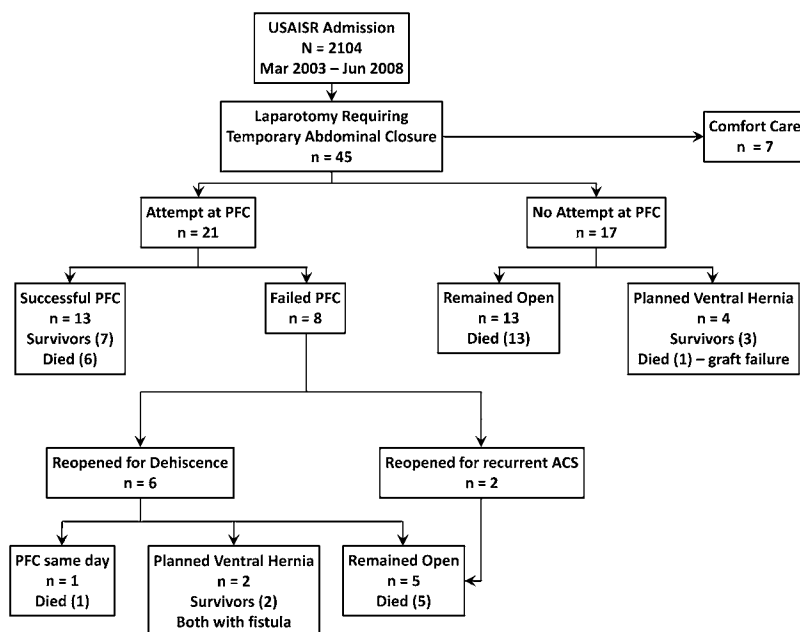 USAISR Admission
N = 2104
Mar 2003 – Jun 2008
Laparotomy Requiring
Temporary Abdominal Closure
n = 45
Comfort Care
n = 7
Attempt at PFC
n = 21
No Attempt at PFC
n = 17
Successful PFC
n = 13
Survivors (7)
Died (6)
Failed PFC
n = 8
Remained Open
n = 13
Died (13)
Planned Ventral Hernia
n = 4
Survivors (3)
Died (1) – graft failure
Reopened for Dehiscence
n = 6
Reopened for recurrent ACS
n = 2
PFC same day
n = 1
Died (1)
Planned Ventral Hernia
n = 2
Survivors (2)
Both with fistula
Remained Open
n = 5
Died (5)